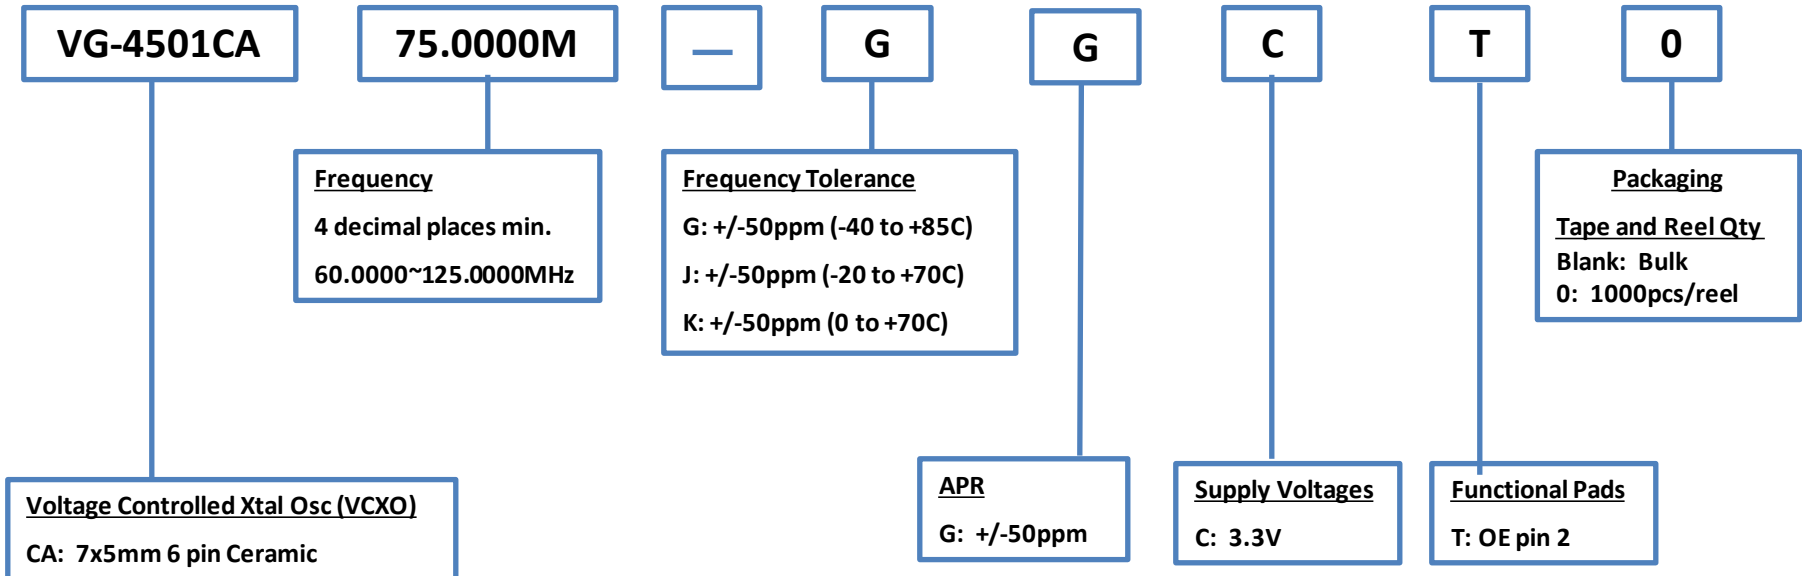 VG-4501CA 75.0000M — G G C T 0
Frequency
4 decimal places min.
60.0000~125.0000MHz
Frequency Tolerance
G: +/-50ppm (-40 to +85C)
J: +/-50ppm (-20 to +70C)
K: +/-50ppm (0 to +70C)
Packaging
Tape and Reel Qty
Blank: Bulk
0: 1000pcs/reel
Voltage Controlled Xtal Osc (VCXO)
CA: 7x5mm 6 pin Ceramic
APR
G: +/-50ppm
Supply Voltages
C: 3.3V
Functional Pads
T: OE pin 2